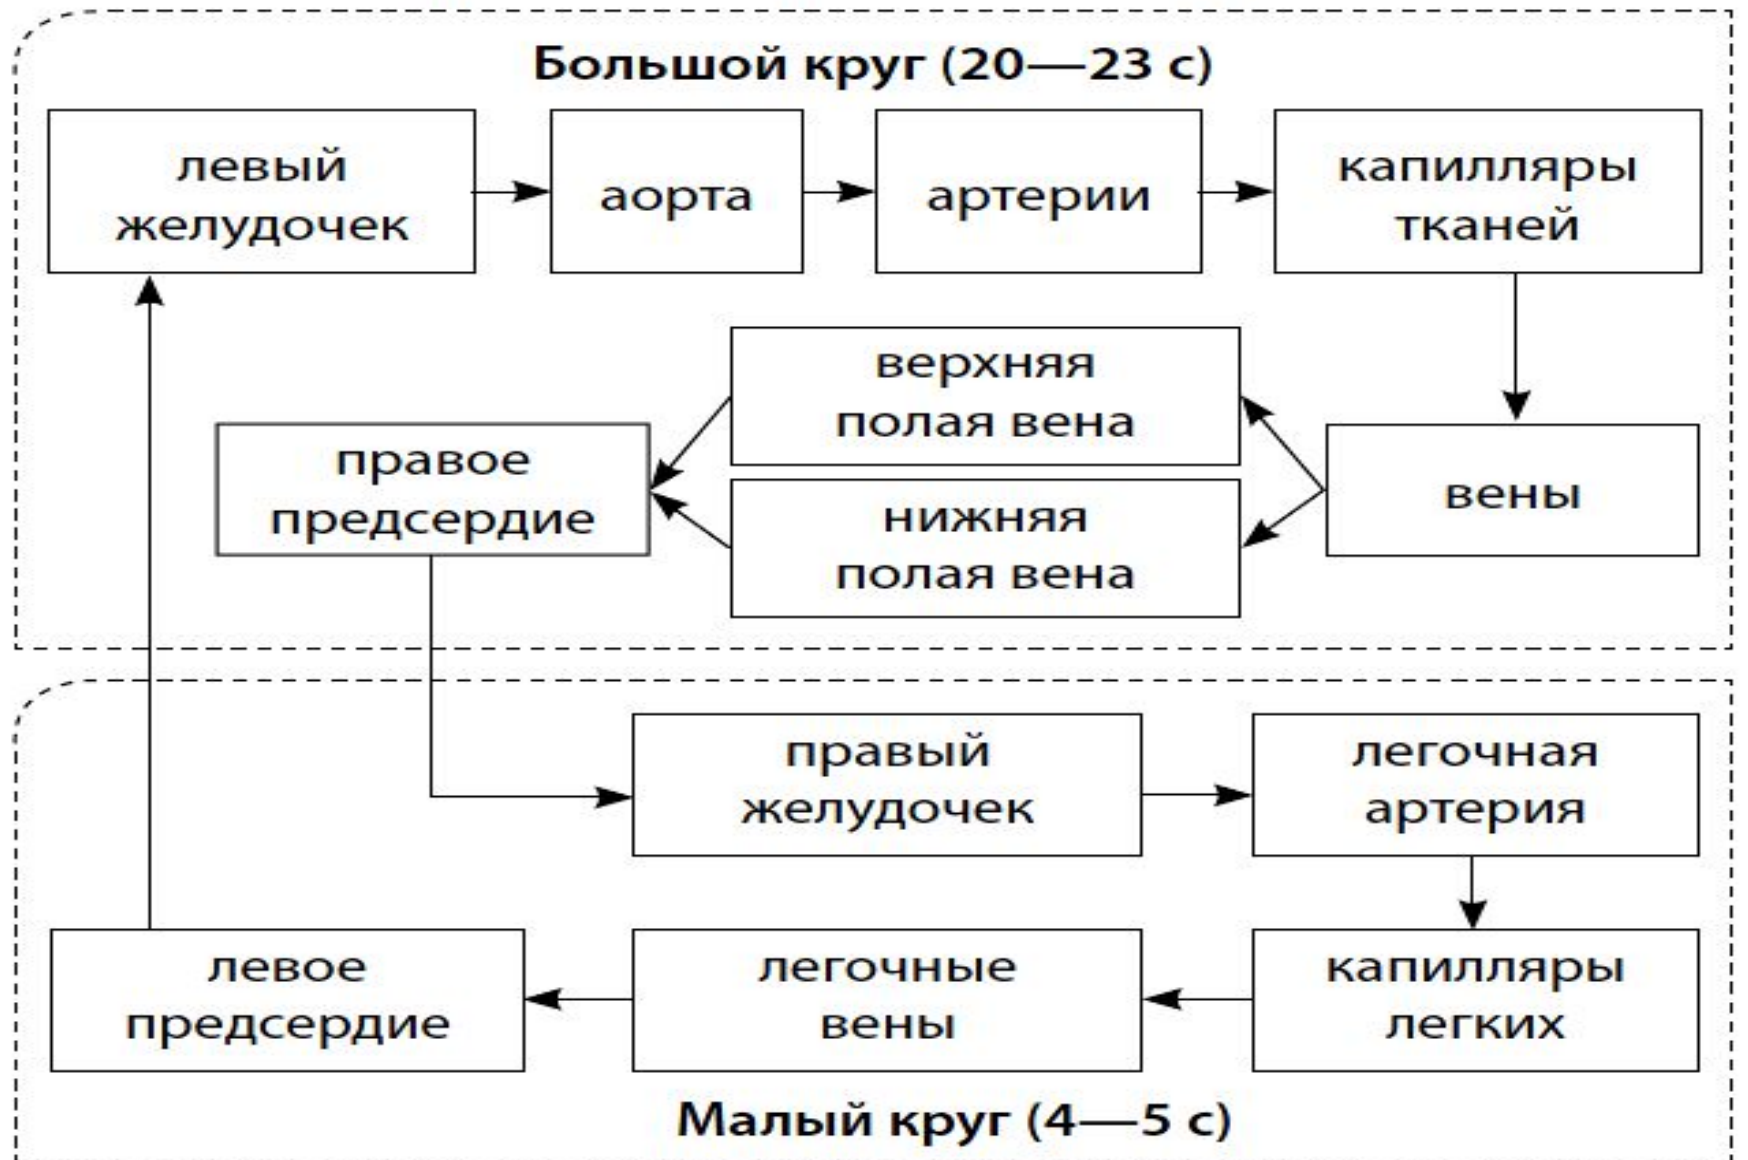 Большой круг (20—23 с)
левый
желудочек
аорта
артерии
капилляры
тканей
верхняя
полая вена
правое
предсердие
нижняя
полая вена
вены
правый
желудочек
легочная
артерия
левое
предсердие
легочные
вены
капилляры
легких
Малый круг (4—5 с)